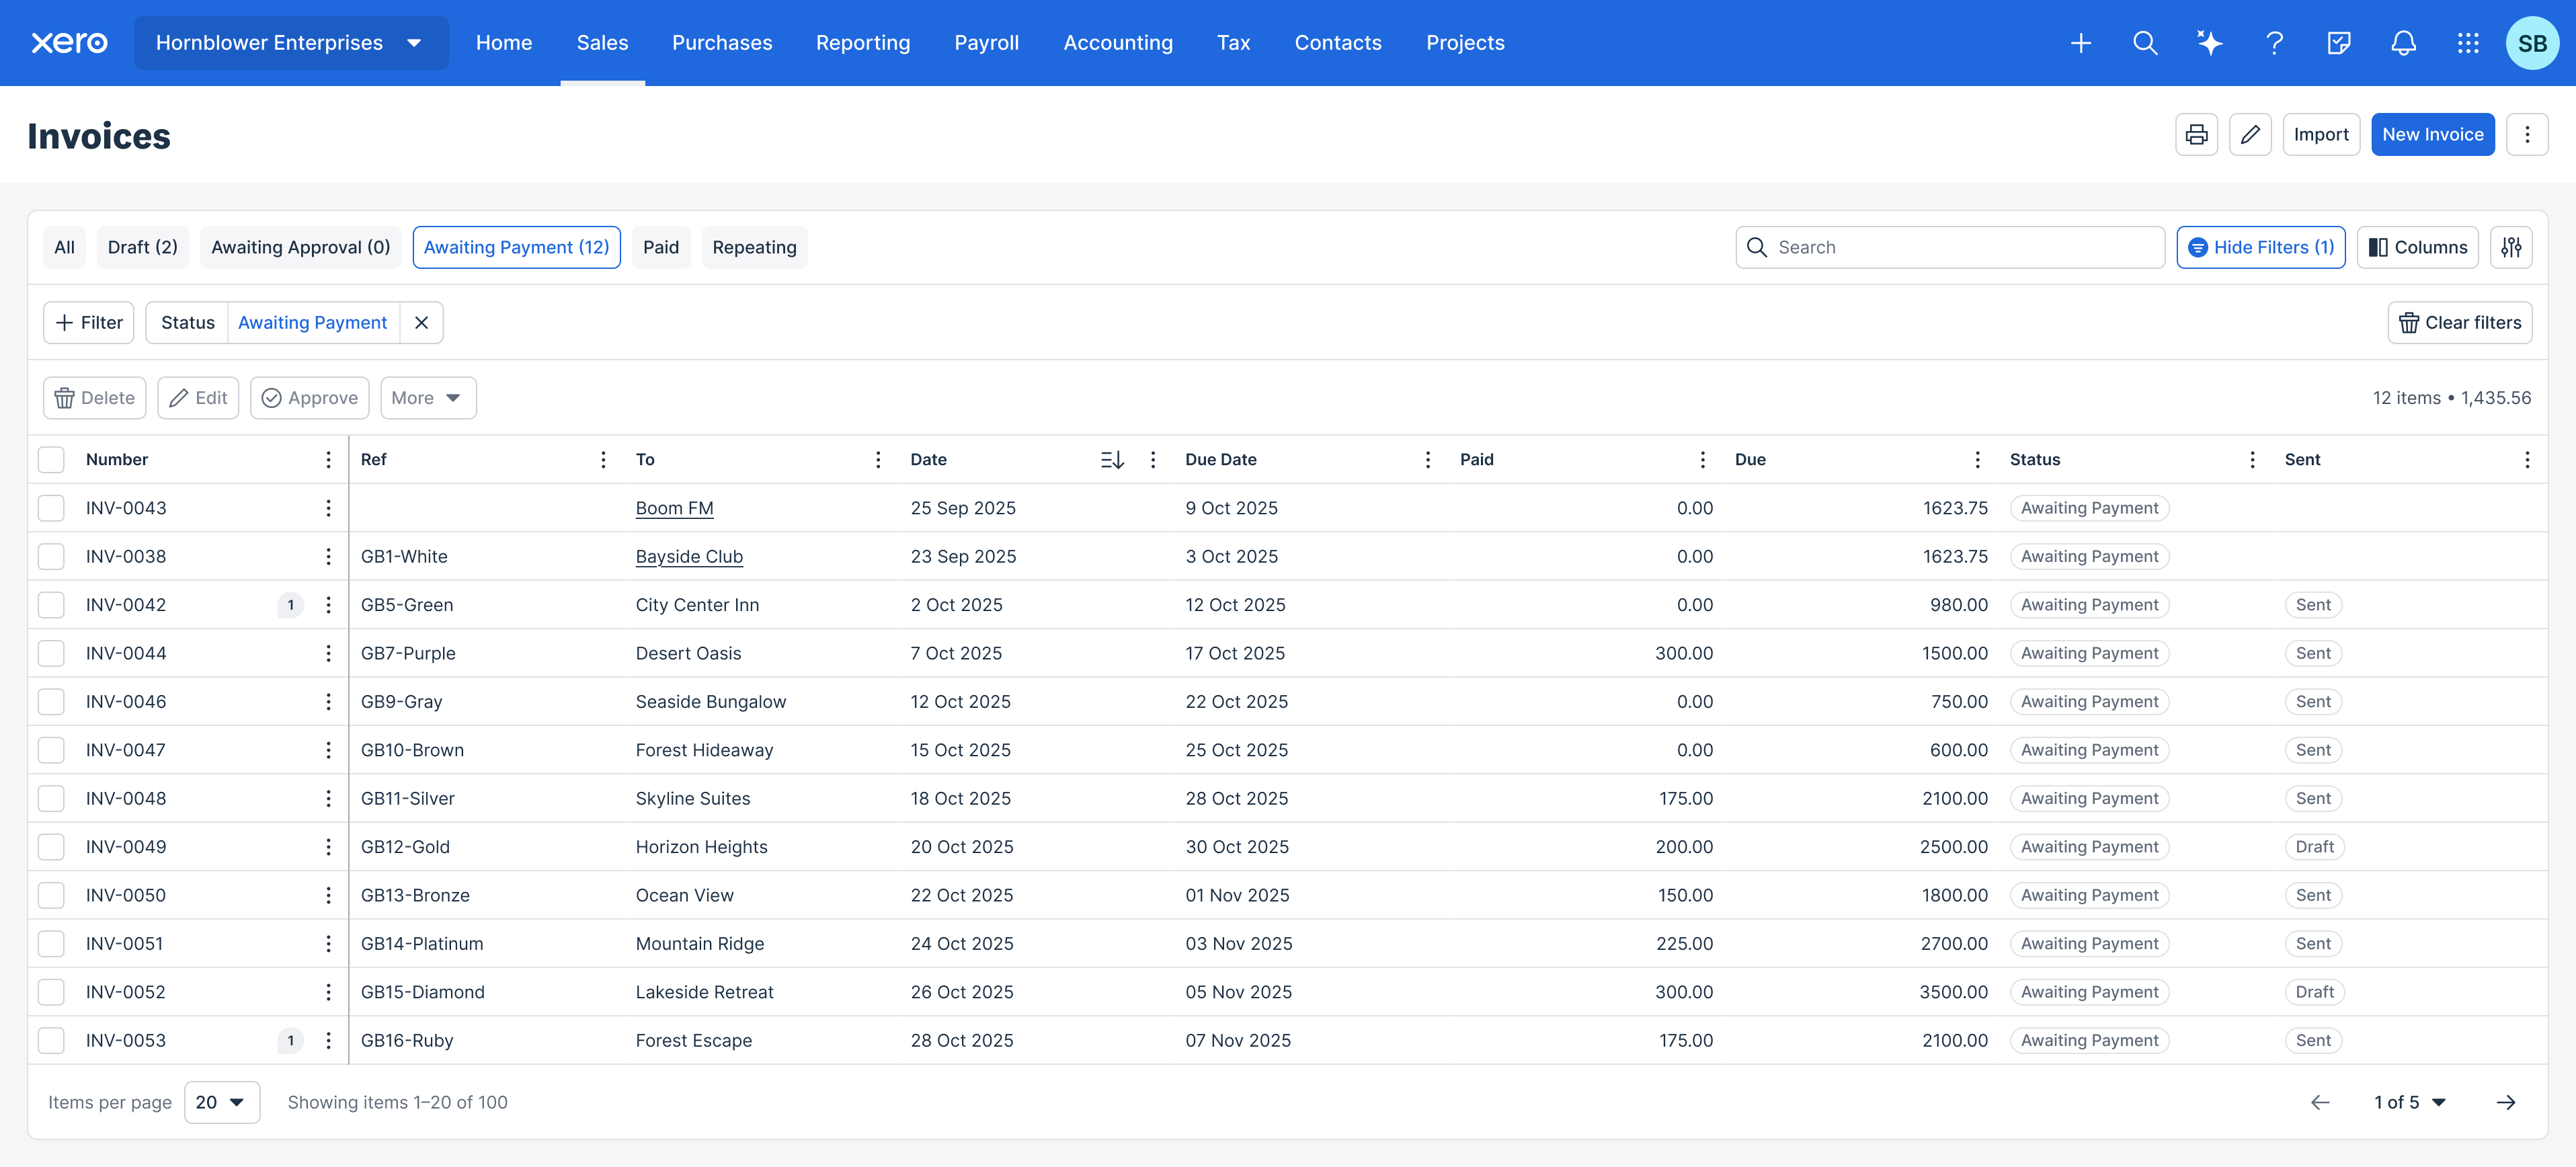 xero Hornblower Enterprises Home Sales Purchases Reporting Payroll Accounting Tax Contacts Projects SB
Invoices Import New Invoice
All Draft (2) Awaiting Approval (0) Awaiting Payment (12) Paid Repeating Search Hide Filters (1) Columns
Filter Status Awaiting Payment Clear filters
Delete Edit Approve More 12 items • 1,435.56
Number Ref To Date Due Date Paid Due Status Sent
INV-0043 Boom FM 25 Sep 2025 9 Oct 2025 0.00 1623.75 Awaiting Payment
INV-0038 GB1-White Bayside Club 23 Sep 2025 3 Oct 2025 0.00 1623.75 Awaiting Payment
INV-0042 1 GB5-Green City Center Inn 2 Oct 2025 12 Oct 2025 0.00 980.00 Awaiting Payment Sent
INV-0044 GB7-Purple Desert Oasis 7 Oct 2025 17 Oct 2025 300.00 1500.00 Awaiting Payment Sent
INV-0046 GB9-Gray Seaside Bungalow 12 Oct 2025 22 Oct 2025 0.00 750.00 Awaiting Payment Sent
INV-0047 GB10-Brown Forest Hideaway 15 Oct 2025 25 Oct 2025 0.00 600.00 Awaiting Payment Sent
INV-0048 GB11-Silver Skyline Suites 18 Oct 2025 28 Oct 2025 175.00 2100.00 Awaiting Payment Sent
INV-0049 GB12-Gold Horizon Heights 20 Oct 2025 30 Oct 2025 200.00 2500.00 Awaiting Payment Draft
INV-0050 GB13-Bronze Ocean View 22 Oct 2025 01 Nov 2025 150.00 1800.00 Awaiting Payment Sent
INV-0051 GB14-Platinum Mountain Ridge 24 Oct 2025 03 Nov 2025 225.00 2700.00 Awaiting Payment Sent
INV-0052 GB15-Diamond Lakeside Retreat 26 Oct 2025 05 Nov 2025 300.00 3500.00 Awaiting Payment Draft
INV-0053 1 GB16-Ruby Forest Escape 28 Oct 2025 07 Nov 2025 175.00 2100.00 Awaiting Payment Sent
Items per page 20 Showing items 1–20 of 100 1 of 5